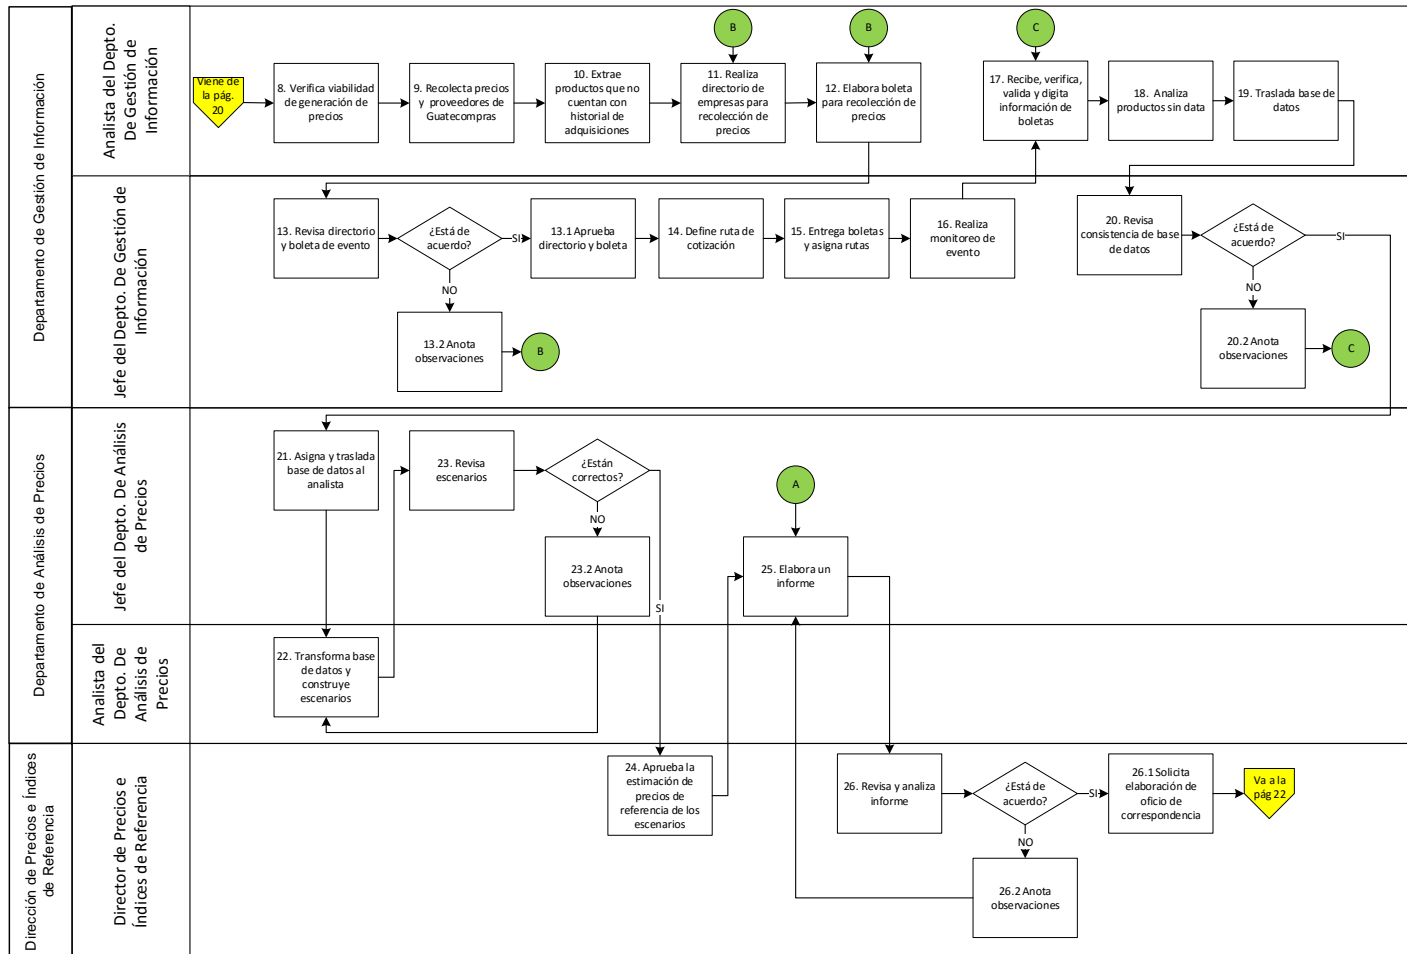 Departamento de Gestión de Información
Analista del Depto.
De Gestión de
Información
Viene de
la pág.
20
8. Verifica viabilidad
de generación de
precios
9. Recolecta precios
y proveedores de
Guatecompras
10. Extrae
productos que no
cuentan con
historial de
adquisiciones
B
11. Realiza
directorio de
empresas para
recolección de
precios
B
12. Elabora boleta
para recolección de
precios
C
17. Recibe, verifica,
valida y digita
información de
boletas
18. Analiza
productos sin data
19. Traslada base de
datos
Jefe del Depto. De Gestión de
Información
13. Revisa directorio
y boleta de evento
¿Está de
acuerdo?
SI
NO
13.1 Aprueba
directorio y boleta
14. Define ruta de
cotización
15. Entrega boletas
y asigna rutas
16. Realiza
monitoreo de
evento
20. Revisa
consistencia de base
de datos
¿Está de
acuerdo?
SI
NO
13.2 Anota
observaciones
B
20.2 Anota
observaciones
C
Departamento de Análisis de Precios
Jefe del Depto. De Análisis
de Precios
21. Asigna y traslada
base de datos al
analista
23. Revisa
escenarios
¿Están
correctos?
NO
SI
23.2 Anota
observaciones
A
25. Elabora un
informe
Analista del
Depto. De
Análisis de
Precios
22. Transforma base
de datos y
construye
escenarios
Dirección de Precios e Índices
de Referencia
Director de Precios e
Índices de Referencia
24. Aprueba la
estimación de
precios de
referencia de los
escenarios
26. Revisa y analiza
informe
¿Está de
acuerdo?
SI
NO
26.1 Solicita
elaboración de
oficio de
correspondencia
Va a la
pág 22
26.2 Anota
observaciones